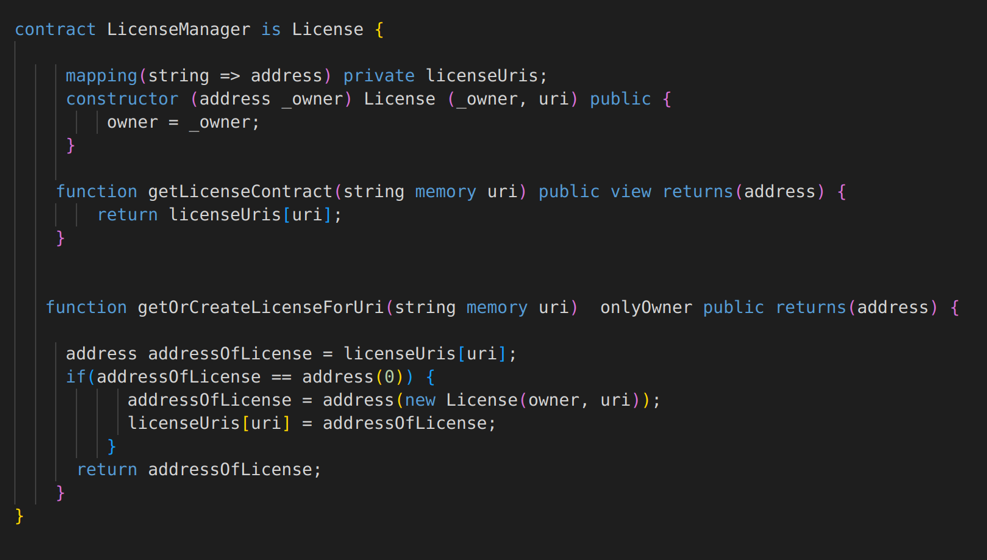 contract LicenseManager is License {
mapping(string => address) private licenseUris;
constructor (address _owner) License (_owner, uri) public {
owner = _owner;
}
function getLicenseContract(string memory uri) public view returns(address) {
return licenseUris[uri];
}
function getOrCreateLicenseForUri(string memory uri)  onlyOwner public returns(address) {
address addressOfLicense = licenseUris[uri];
if(addressOfLicense == address(0)) {
addressOfLicense = address(new License(owner, uri));
licenseUris[uri] = addressOfLicense;
}
return addressOfLicense;
}
}